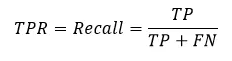 TPR = Recall = TP / TP + FN